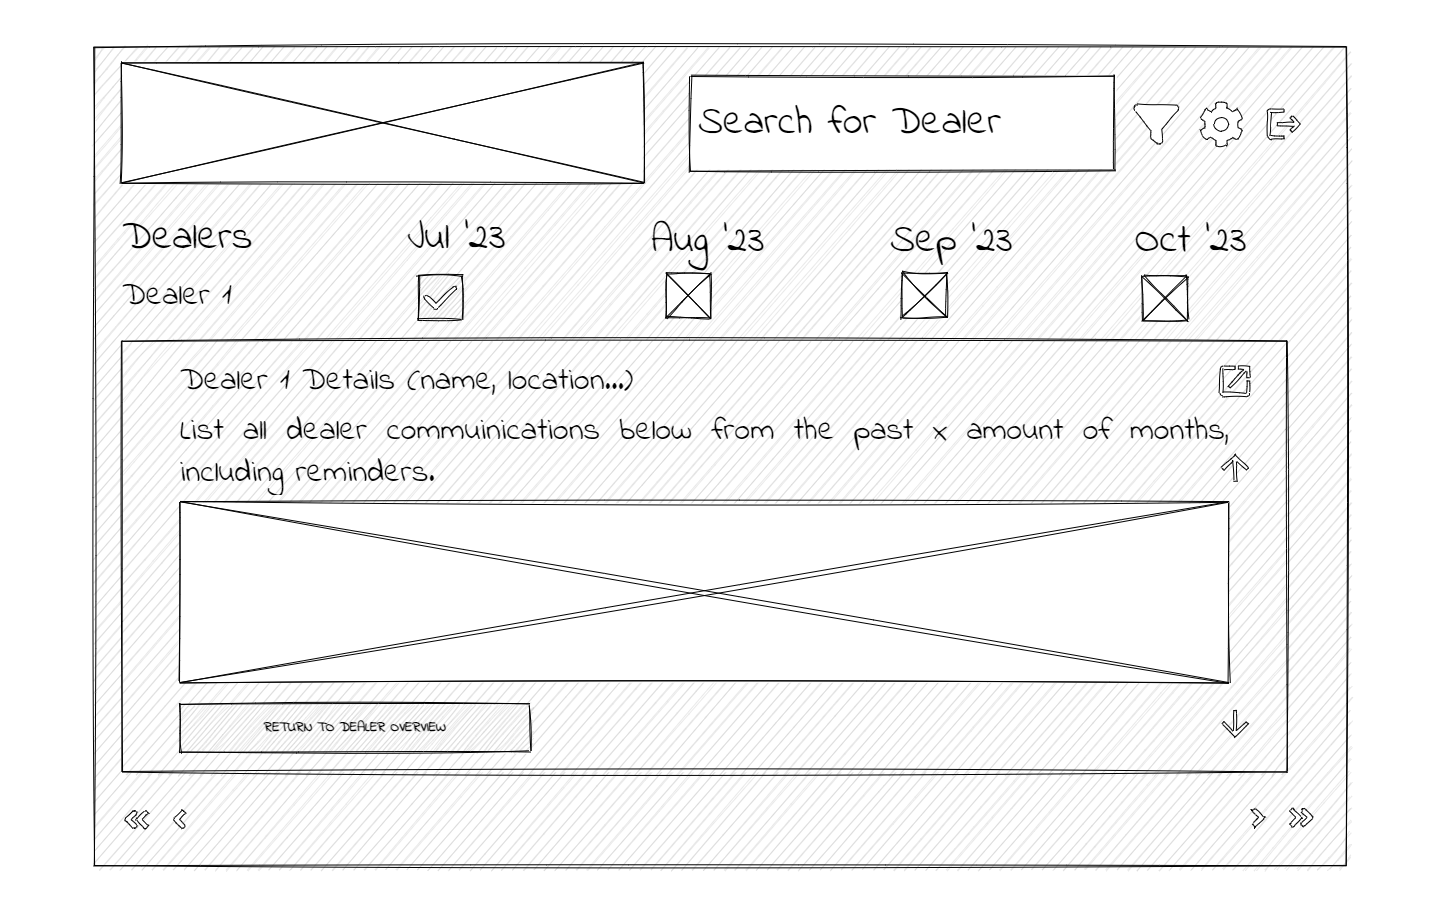 Search for Dealer
Dealers Jul '23 Aug '23 Sep '23 Oct '23
Dealer 1
Dealer 1 Details (name, location...)
List all dealer commuinications below from the past x amount of months,
including reminders.
RETURN TO DEALER OVERVIEW